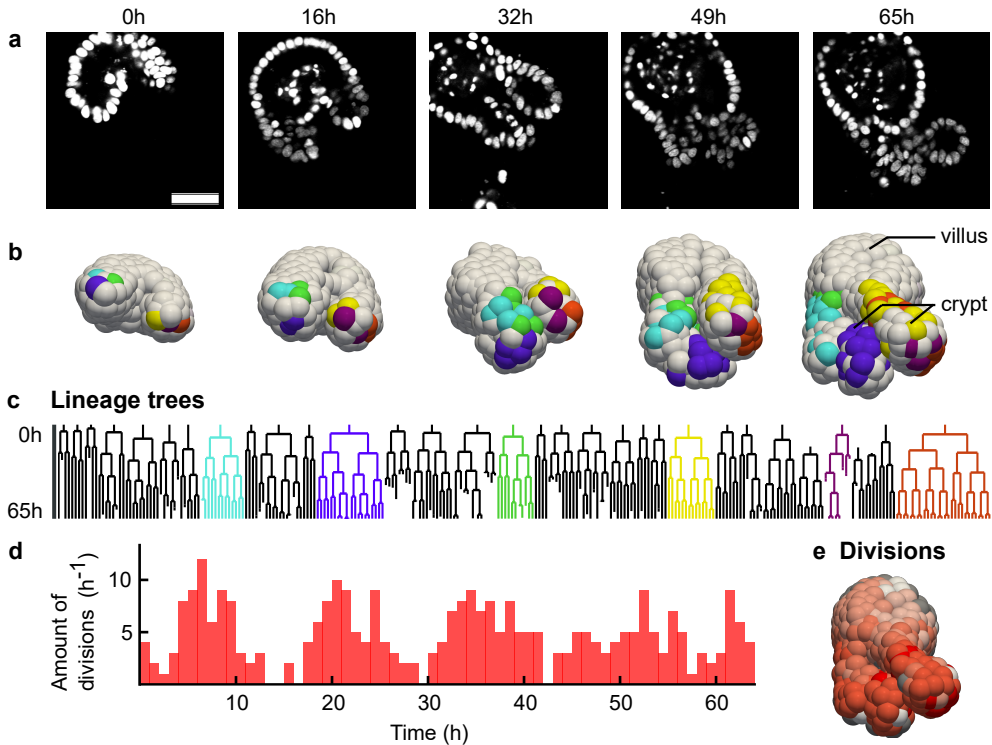 0h 16h 32h 49h 65h
a
b
villus
crypt
c Lineage trees
0h
65h
d
Amount of
divisions (h-1)
10
5
10 20 30 40 50 60
Time (h)
e Divisions